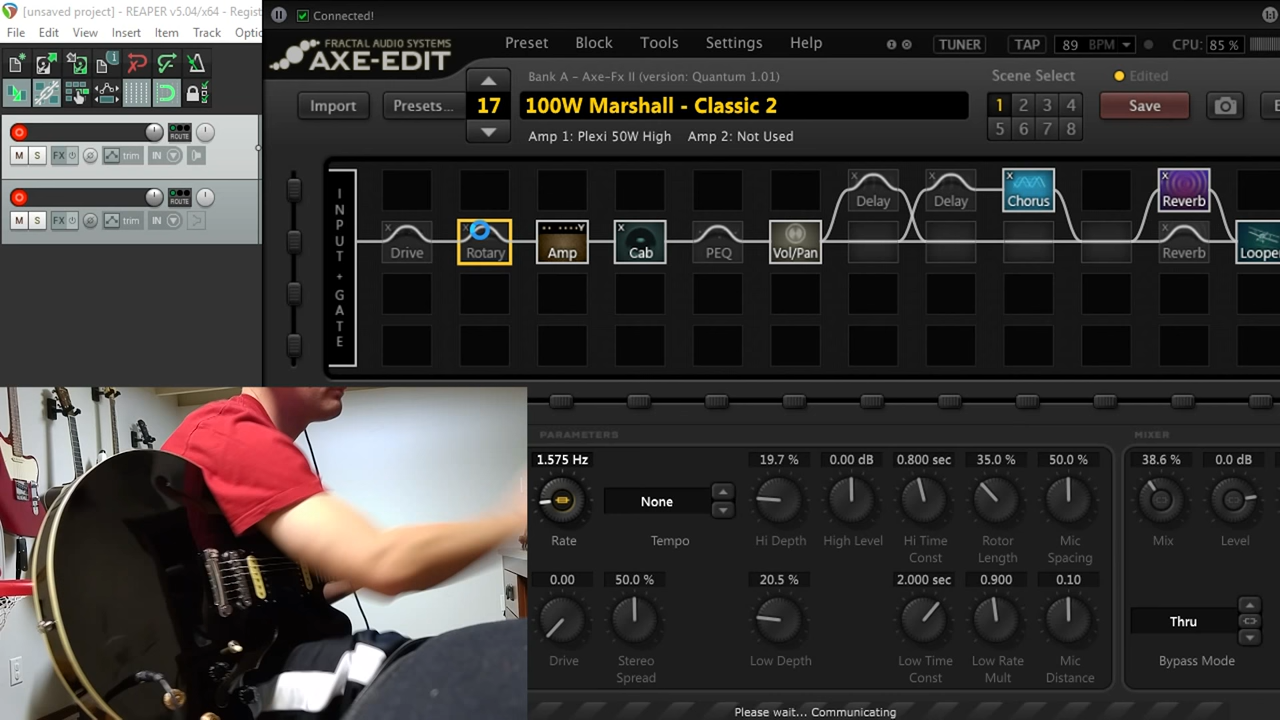 [unsaved project] - REAPER v5.04/x64 - Regist
File Edit View Insert Item Track Optio
ROUTE
M S FX trim IN
ROUTE
M S FX trim IN
Connected!
FRACTAL AUDIO SYSTEMS
AXE-EDIT
Preset Block Tools Settings Help
TUNER TAP 89 BPM CPU: 85 %
Bank A - Axe-Fx II (version: Quantum 1.01)
Scene Select Edited
Import Presets... 17 100W Marshall - Classic 2
1 2 3 4 Save
5 6 7 8
Amp 1: Plexi 50W High Amp 2: Not Used
INPUT + GATE
X Delay X Delay X Chorus X Reverb
X Drive X Rotary Y Amp X Cab X PEQ X Vol/Pan X Reverb Looper
PARAMETERS MIXER
1.575 Hz 19.7 % 0.00 dB 0.800 sec 35.0 % 50.0 % 38.6 % 0.0 dB
None
Rate Tempo Hi Depth High Level Hi Time Const Rotor Length Mic Spacing Mix Level
0.00 50.0 % 20.5 % 2.000 sec 0.900 0.10
Thru
Drive Stereo Spread Low Depth Low Time Const Low Rate Mult Mic Distance Bypass Mode
Please wait... Communicating